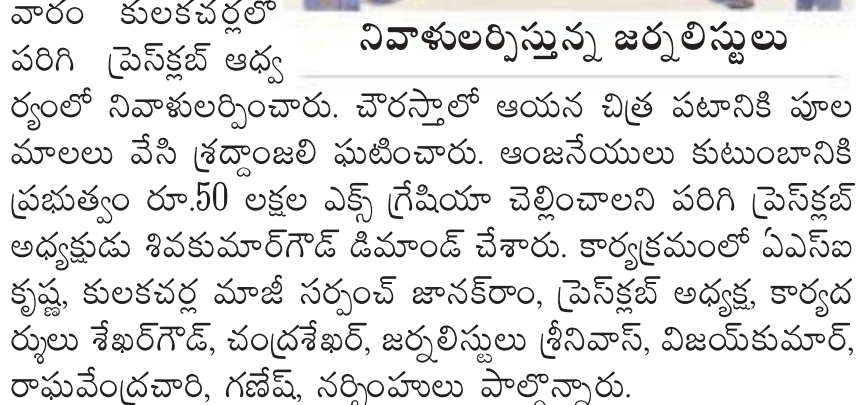 వారం కులకచర్లలో
పరిగి ప్రెస్‌క్లబ్ ఆధ్వ
నివాళులర్పిస్తున్న జర్నలిస్టులు
ర్యంలో నివాళులర్పించారు. చౌరస్తాలో ఆయన చిత్ర పటానికి పూల
మాలలు వేసి శ్రద్ధాంజలి ఘటించారు. ఆంజనేయులు కుటుంబానికి
ప్రభుత్వం రూ.50 లక్షల ఎక్స్ గ్రేషియా చెల్లించాలని పరిగి ప్రెస్‌క్లబ్
అధ్యక్షుడు శివకుమార్‌గౌడ్ డిమాండ్ చేశారు. కార్యక్రమంలో ఏఎస్ఐ
కృష్ణ, కులకచర్ల మాజీ సర్పంచ్ జానక్‌రాం, ప్రెస్‌క్లబ్ అధ్యక్ష, కార్యద
ర్శులు శేఖర్‌గౌడ్, చంద్రశేఖర్, జర్నలిస్టులు శ్రీనివాస్, విజయ్‌కుమార్,
రాఘవేంద్రచారి, గణేష్, నర్సింహులు పాల్గొన్నారు.